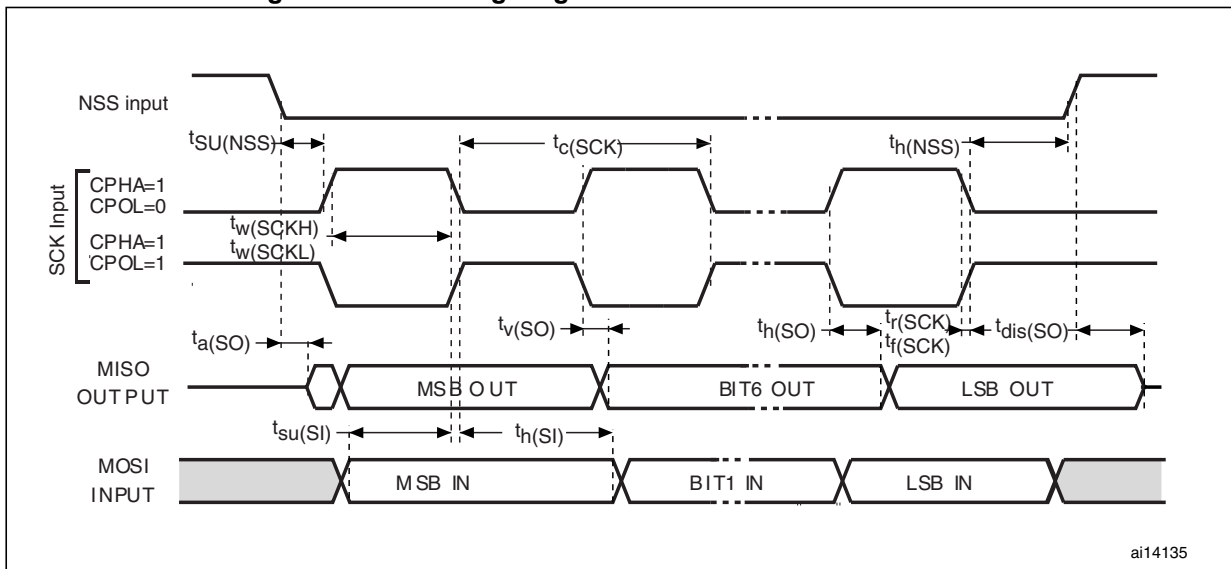 NSS input
tSU(NSS)
tc(SCK)
th(NSS)
SCK Input
CPHA=1
CPOL=0
tw(SCKH)
CPHA=1
tw(SCKL)
CPOL=1
ta(SO)
tv(SO)
th(SO)
tr(SCK)
tf(SCK)
tdis(SO)
MISO
OUTPUT
MSB OUT
BIT6 OUT
LSB OUT
tsu(SI)
th(SI)
MOSI
INPUT
MSB IN
BIT1 IN
LSB IN
ai14135